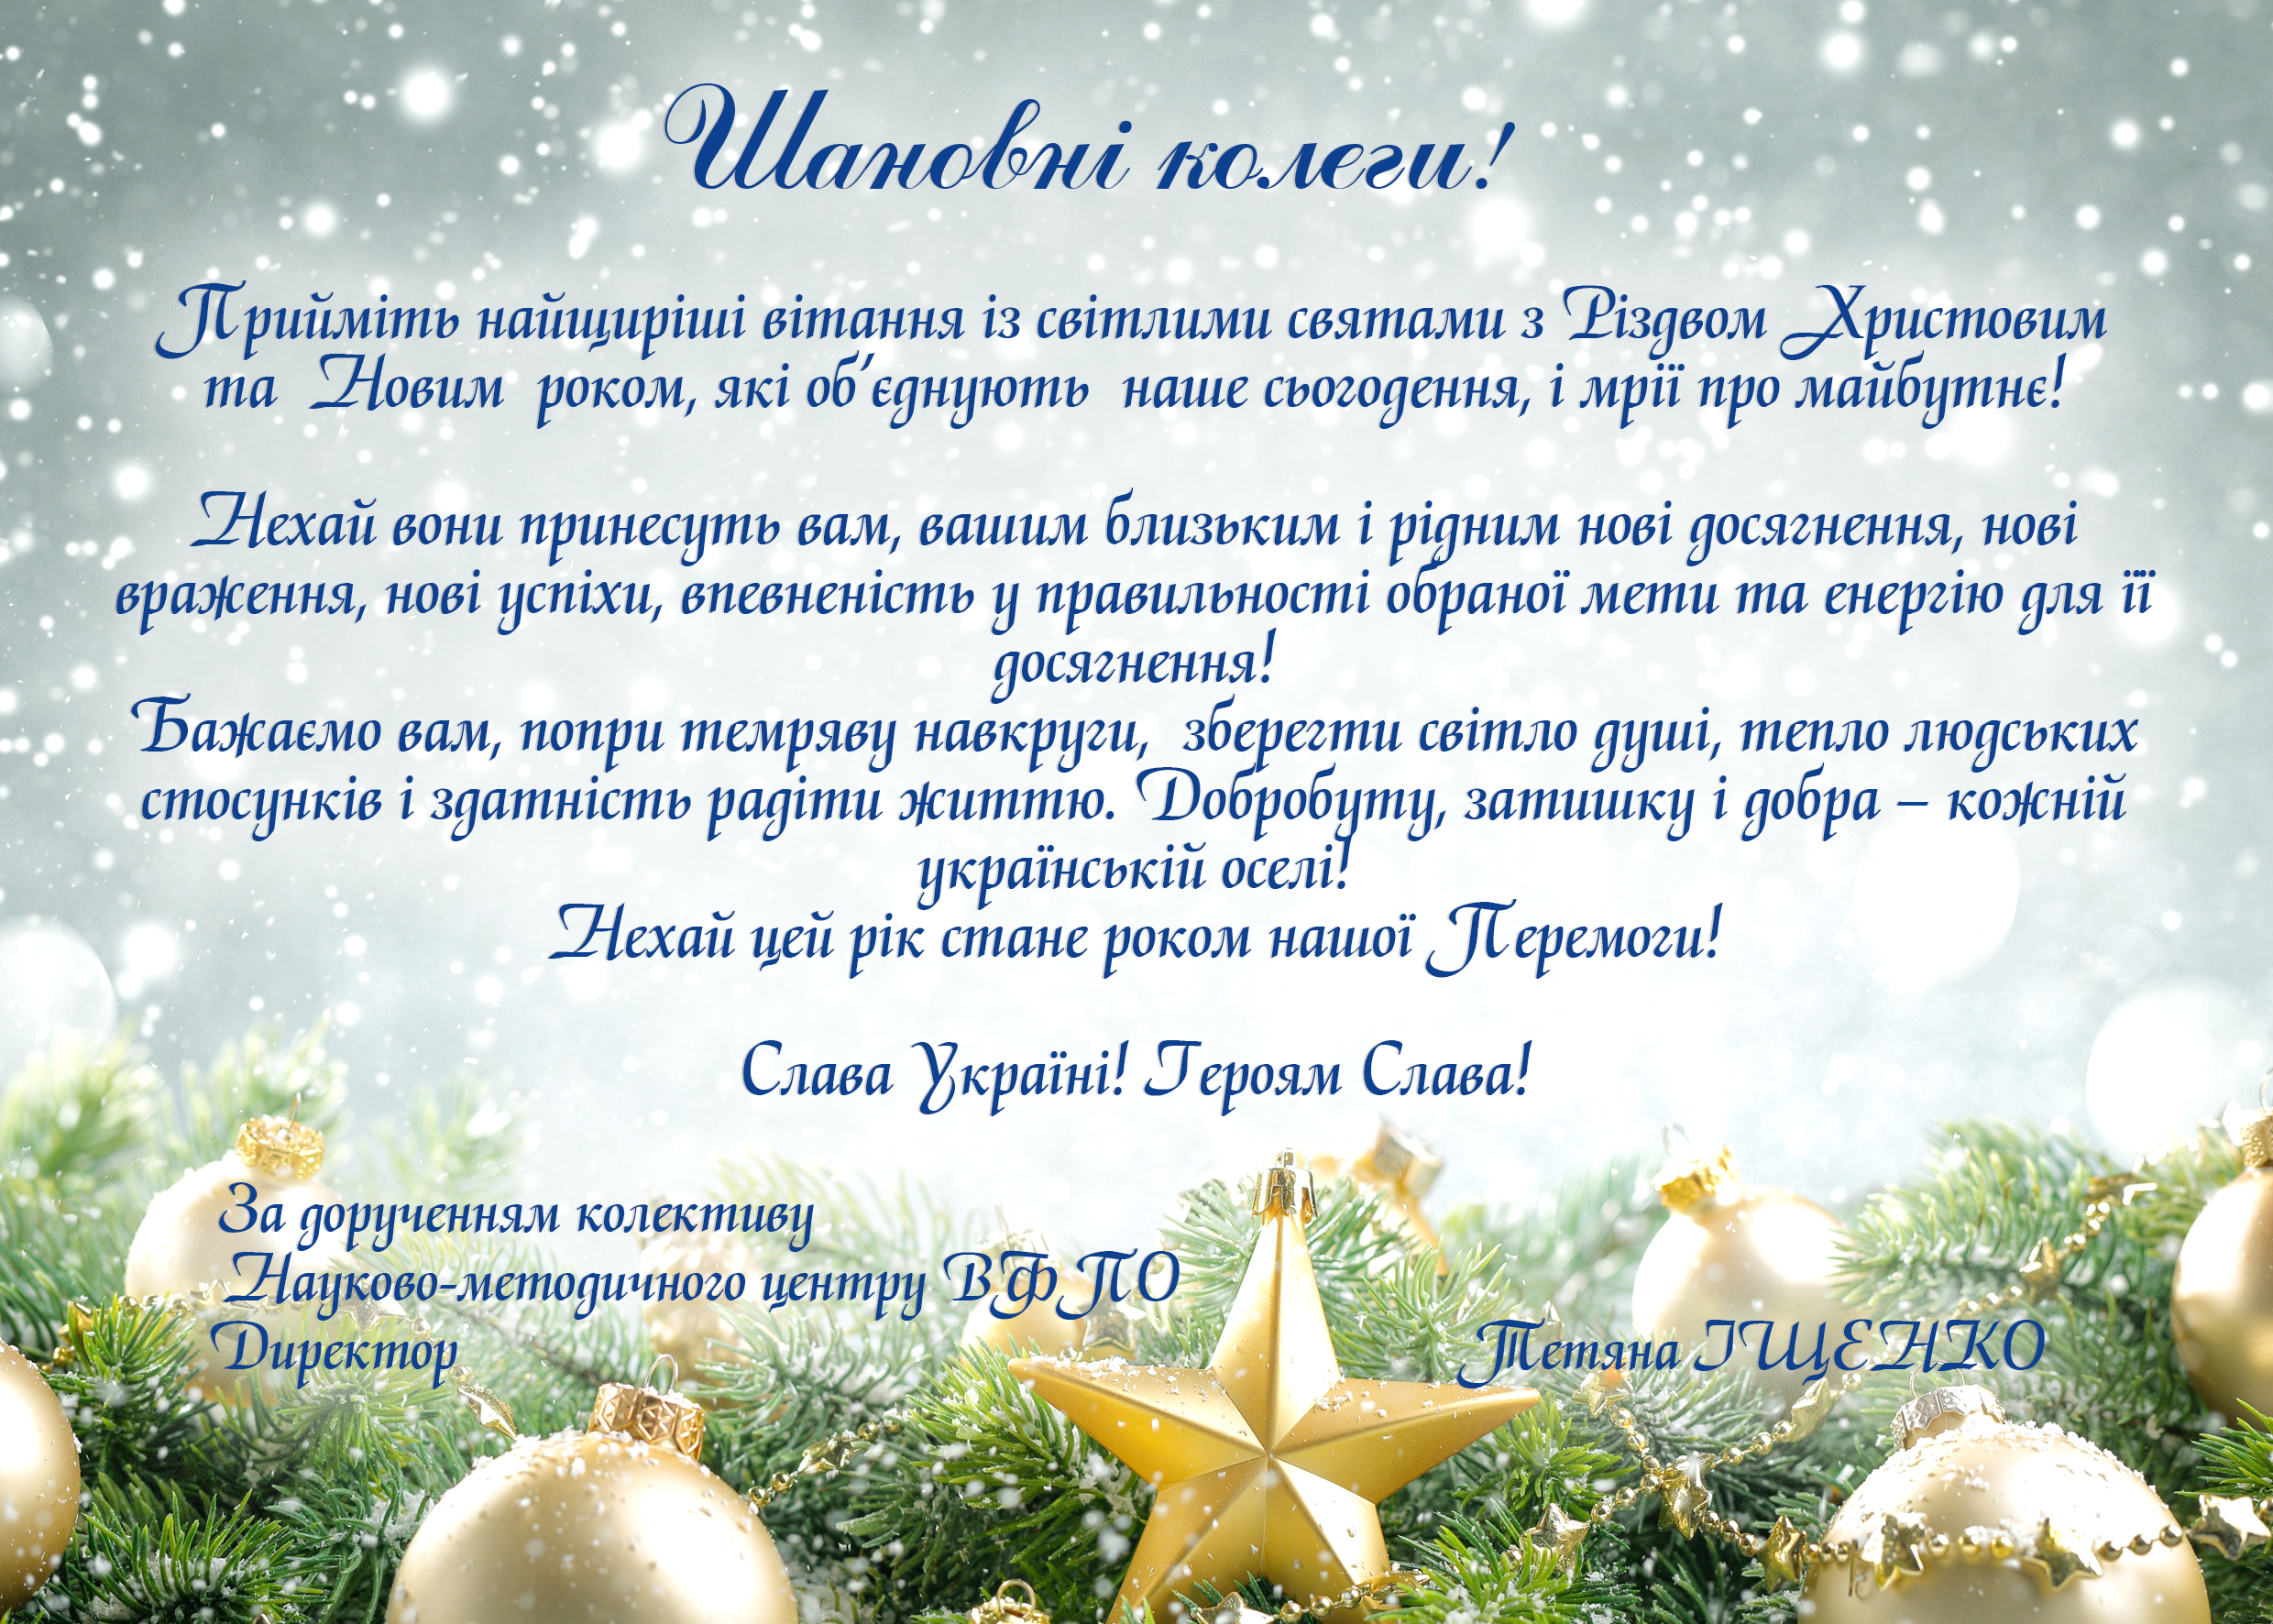 Шановні колеги!
Прийміть найщиріші вітання із світлими святами з Різдвом Христовим
та Новим роком, які об’єднують наше сьогодення, і мрії про майбутнє!
Нехай вони принесуть вам, вашим близьким і рідним нові досягнення, нові
враження, нові успіхи, впевненість у правильності обраної мети та енергію для її
досягнення!
Бажаємо вам, попри темряву навкруги, зберегти світло душі, тепло людських
стосунків і здатність радіти життю. Добробуту, затишку і добра – кожній
українській оселі!
Нехай цей рік стане роком нашої Перемоги!
Слава Україні! Героям Слава!
За дорученням колективу
Науково-методичного центру ВФПО
Директор Тетяна ІЩЕНКО